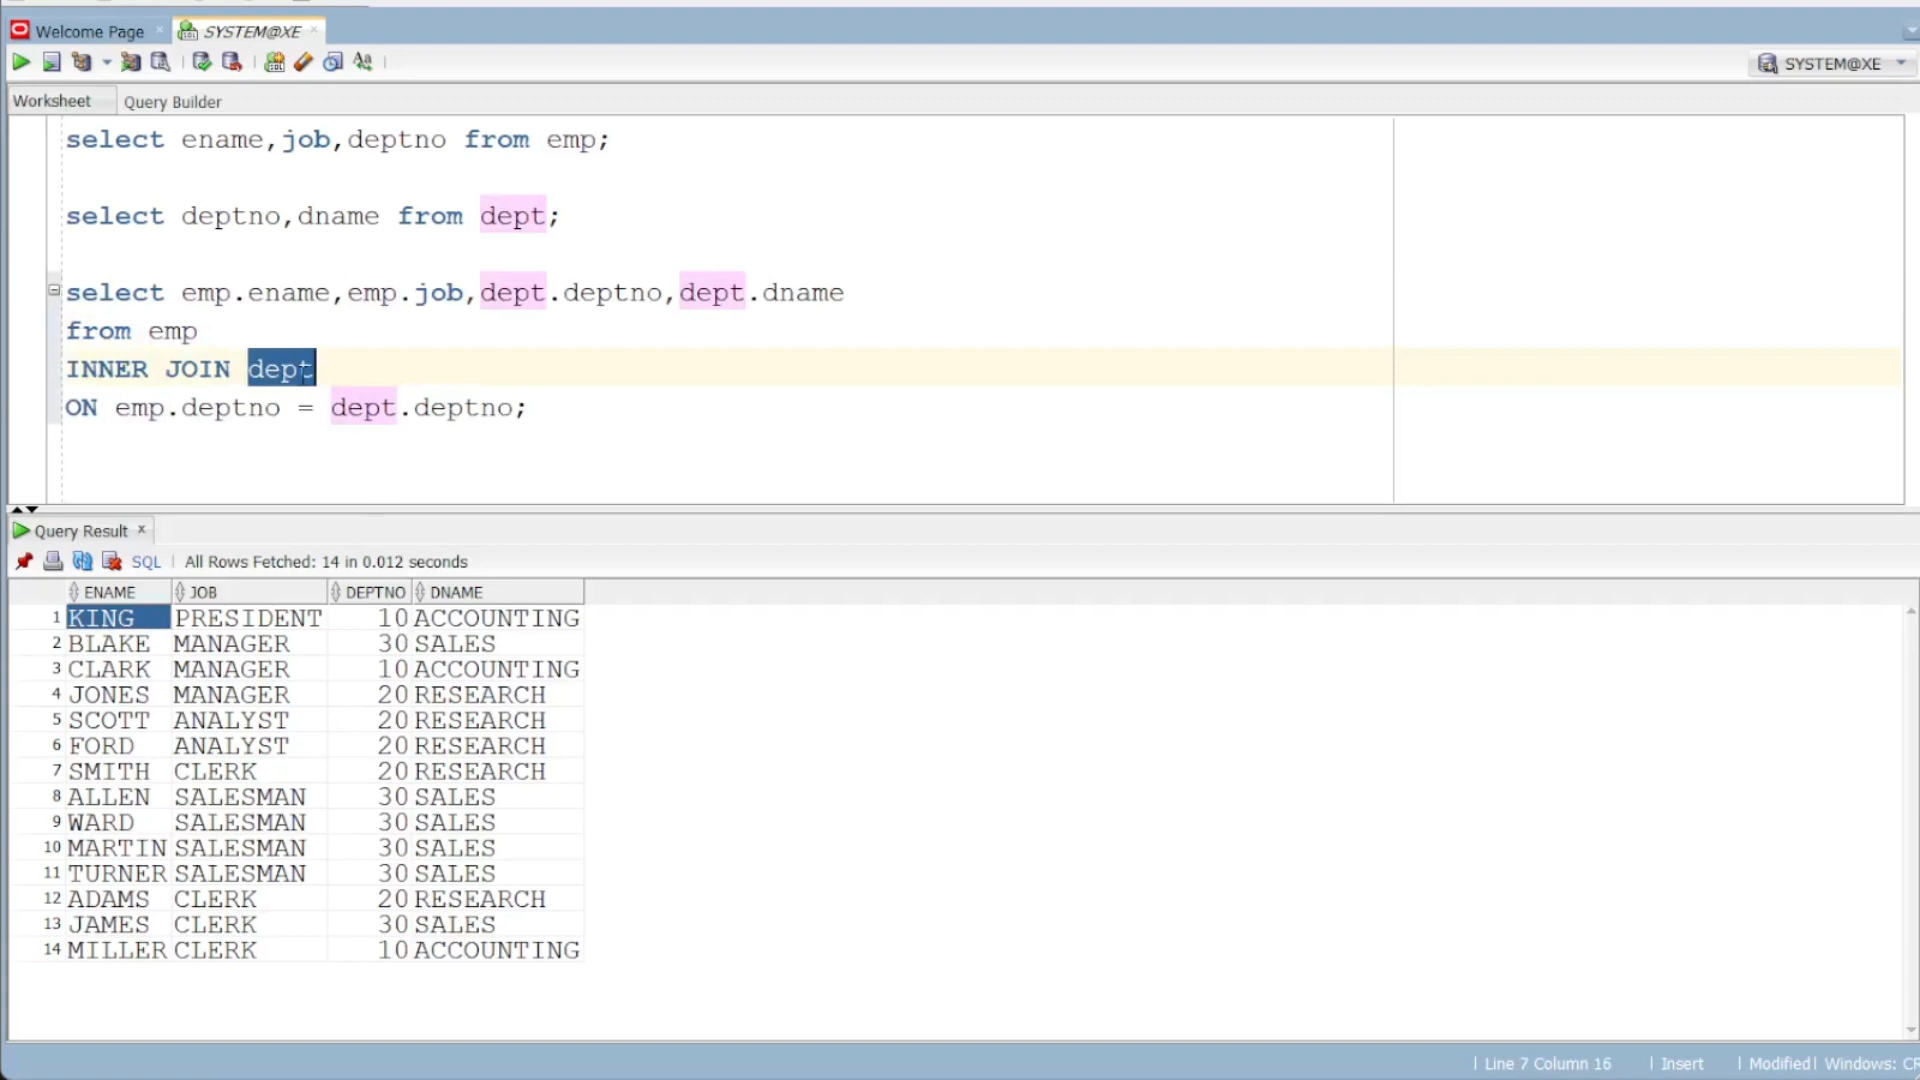 Welcome Page
SYSTEM@XE
SYSTEM@XE
Worksheet
Query Builder
select ename,job,deptno from emp;
select deptno,dname from dept;
select emp.ename,emp.job,dept.deptno,dept.dname
from emp
INNER JOIN dept
ON emp.deptno = dept.deptno;
Query Result
SQL | All Rows Fetched: 14 in 0.012 seconds
ENAME JOB DEPTNO DNAME
1 KING PRESIDENT 10 ACCOUNTING
2 BLAKE MANAGER 30 SALES
3 CLARK MANAGER 10 ACCOUNTING
4 JONES MANAGER 20 RESEARCH
5 SCOTT ANALYST 20 RESEARCH
6 FORD ANALYST 20 RESEARCH
7 SMITH CLERK 20 RESEARCH
8 ALLEN SALESMAN 30 SALES
9 WARD SALESMAN 30 SALES
10 MARTIN SALESMAN 30 SALES
11 TURNER SALESMAN 30 SALES
12 ADAMS CLERK 20 RESEARCH
13 JAMES CLERK 30 SALES
14 MILLER CLERK 10 ACCOUNTING
| Line 7 Column 16 | Insert | Modified | Windows: CR